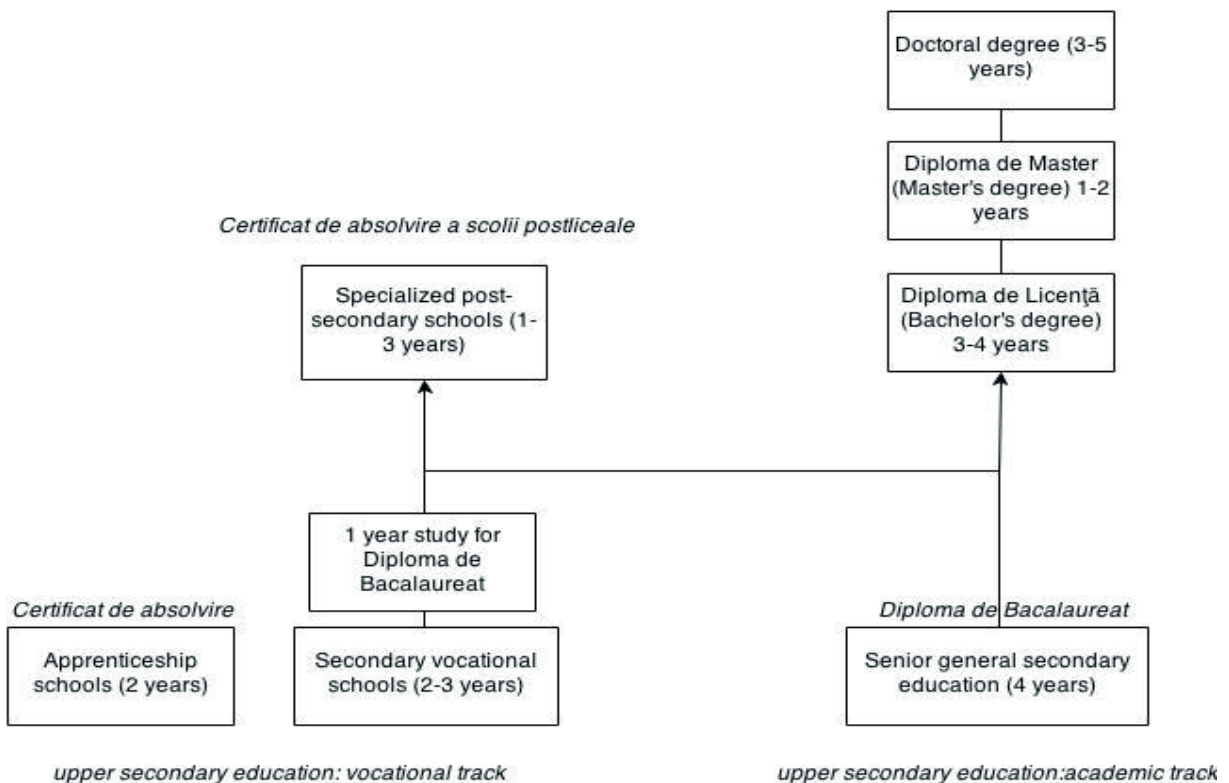 Doctoral degree (3-5
years)
Diploma de Master
(Master's degree) 1-2
years
Certificat de absolvire a scolii postliceale
Specialized post-
secondary schools (1-
3 years)
Diploma de Licenţă
(Bachelor's degree)
3-4 years
1 year study for
Diploma de
Bacalaureat
Certificat de absolvire
Diploma de Bacalaureat
Apprenticeship
schools (2 years)
Secondary vocational
schools (2-3 years)
Senior general secondary
education (4 years)
upper secondary education: vocational track
upper secondary education:academic track